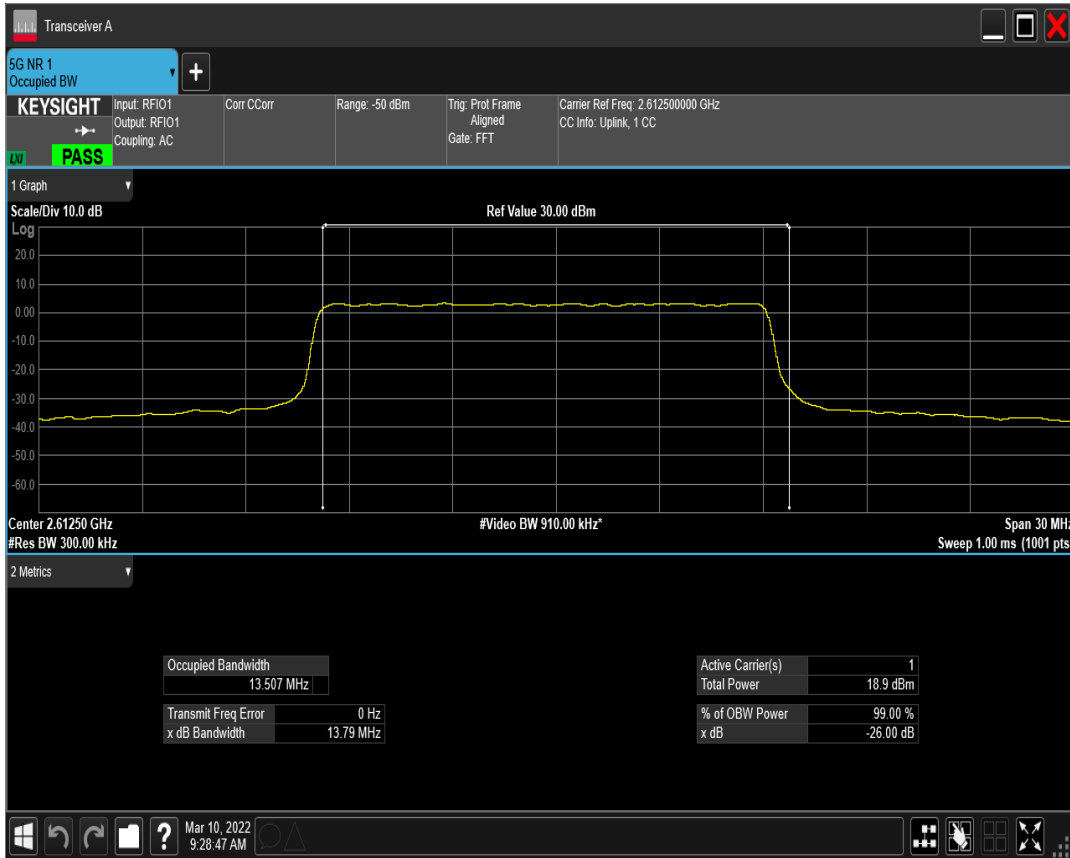 Transceiver A
5G NR 1
Occupied BW
KEYSIGHT
LXI
PASS
Input: RFIO1
Output: RFIO1
Coupling: AC
Corr CCorr
Range: -50 dBm
Trig: Prot Frame
Aligned
Gate: FFT
Carrier Ref Freq: 2.612500000 GHz
CC Info: Uplink, 1 CC
1 Graph
Scale/Div 10.0 dB
Ref Value 30.00 dBm
Log
20.0
10.0
0.00
-10.0
-20.0
-30.0
-40.0
-50.0
-60.0
Center 2.61250 GHz
#Video BW 910.00 kHz*
Span 30 MHz
#Res BW 300.00 kHz
Sweep 1.00 ms (1001 pts
2 Metrics
Occupied Bandwidth
13.507 MHz
Transmit Freq Error 0 Hz
x dB Bandwidth 13.79 MHz
Active Carrier(s) 1
Total Power 18.9 dBm
% of OBW Power 99.00 %
x dB -26.00 dB
?
Mar 10, 2022
9:28:47 AM